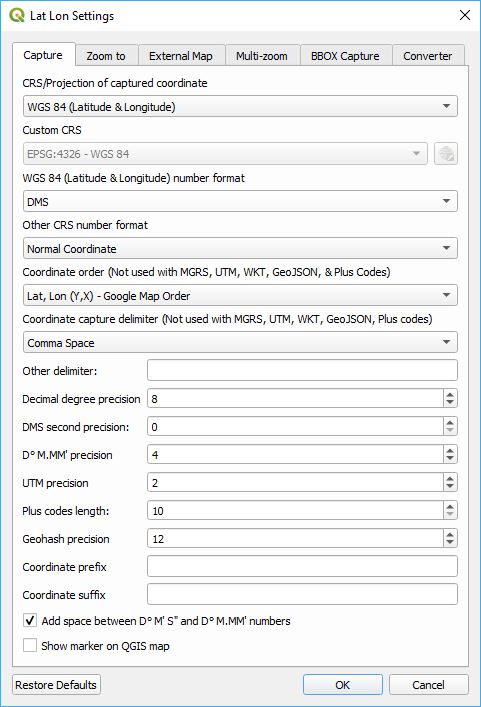 Lat Lon Settings
Capture Zoom to External Map Multi-zoom BBOX Capture Converter
CRS/Projection of captured coordinate
WGS 84 (Latitude & Longitude)
Custom CRS
EPSG:4326 - WGS 84
WGS 84 (Latitude & Longitude) number format
DMS
Other CRS number format
Normal Coordinate
Coordinate order (Not used with MGRS, UTM, WKT, GeoJSON, & Plus Codes)
Lat, Lon (Y,X) - Google Map Order
Coordinate capture delimiter (Not used with MGRS, UTM, WKT, GeoJSON, Plus codes)
Comma Space
Other delimiter:
Decimal degree precision 8
DMS second precision: 0
D° M.MM' precision 4
UTM precision 2
Plus codes length: 10
Geohash precision 12
Coordinate prefix
Coordinate suffix
Add space between D° M' S" and D° M.MM' numbers
Show marker on QGIS map
Restore Defaults OK Cancel